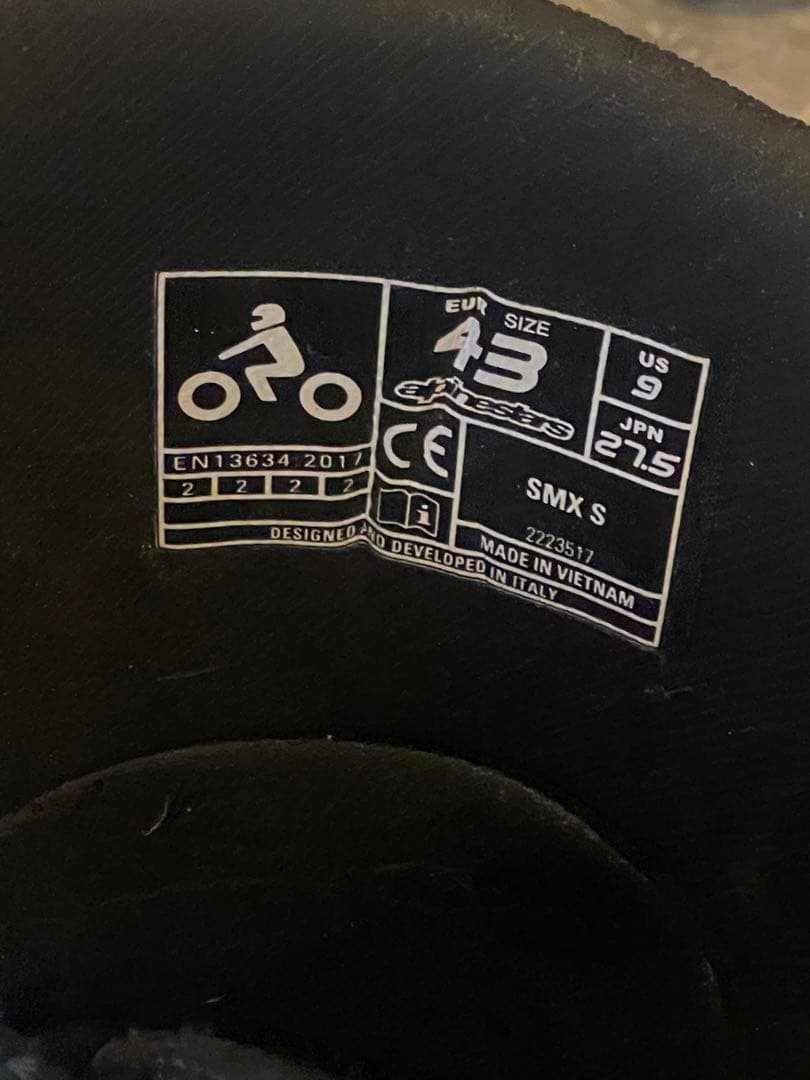 EUR SIZE
43
alpinestars
US
9
JPN
27.5
EN13634:2017
2 2 2 2
CE
i
SMX S
2223517
MADE IN VIETNAM
DESIGNED AND DEVELOPED IN ITALY